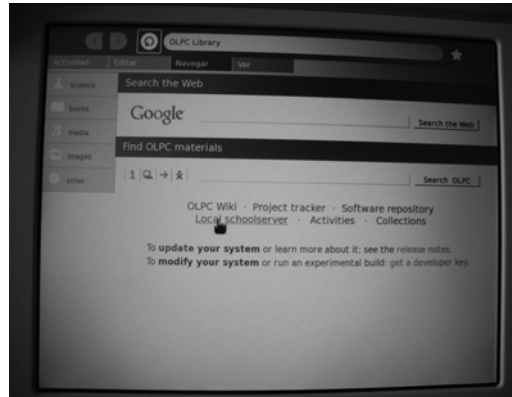 OLPC Library
Actividad Editar Navegar Ver
science
books
media
images
other
Search the Web
Google Search the Web
Find OLPC materials
Search OLPC
OLPC Wiki · Project tracker · Software repository
Local schoolserver · Activities · Collections
To update your system or learn more about it: see the release notes.
To modify your system or run an experimental build: get a developer key.